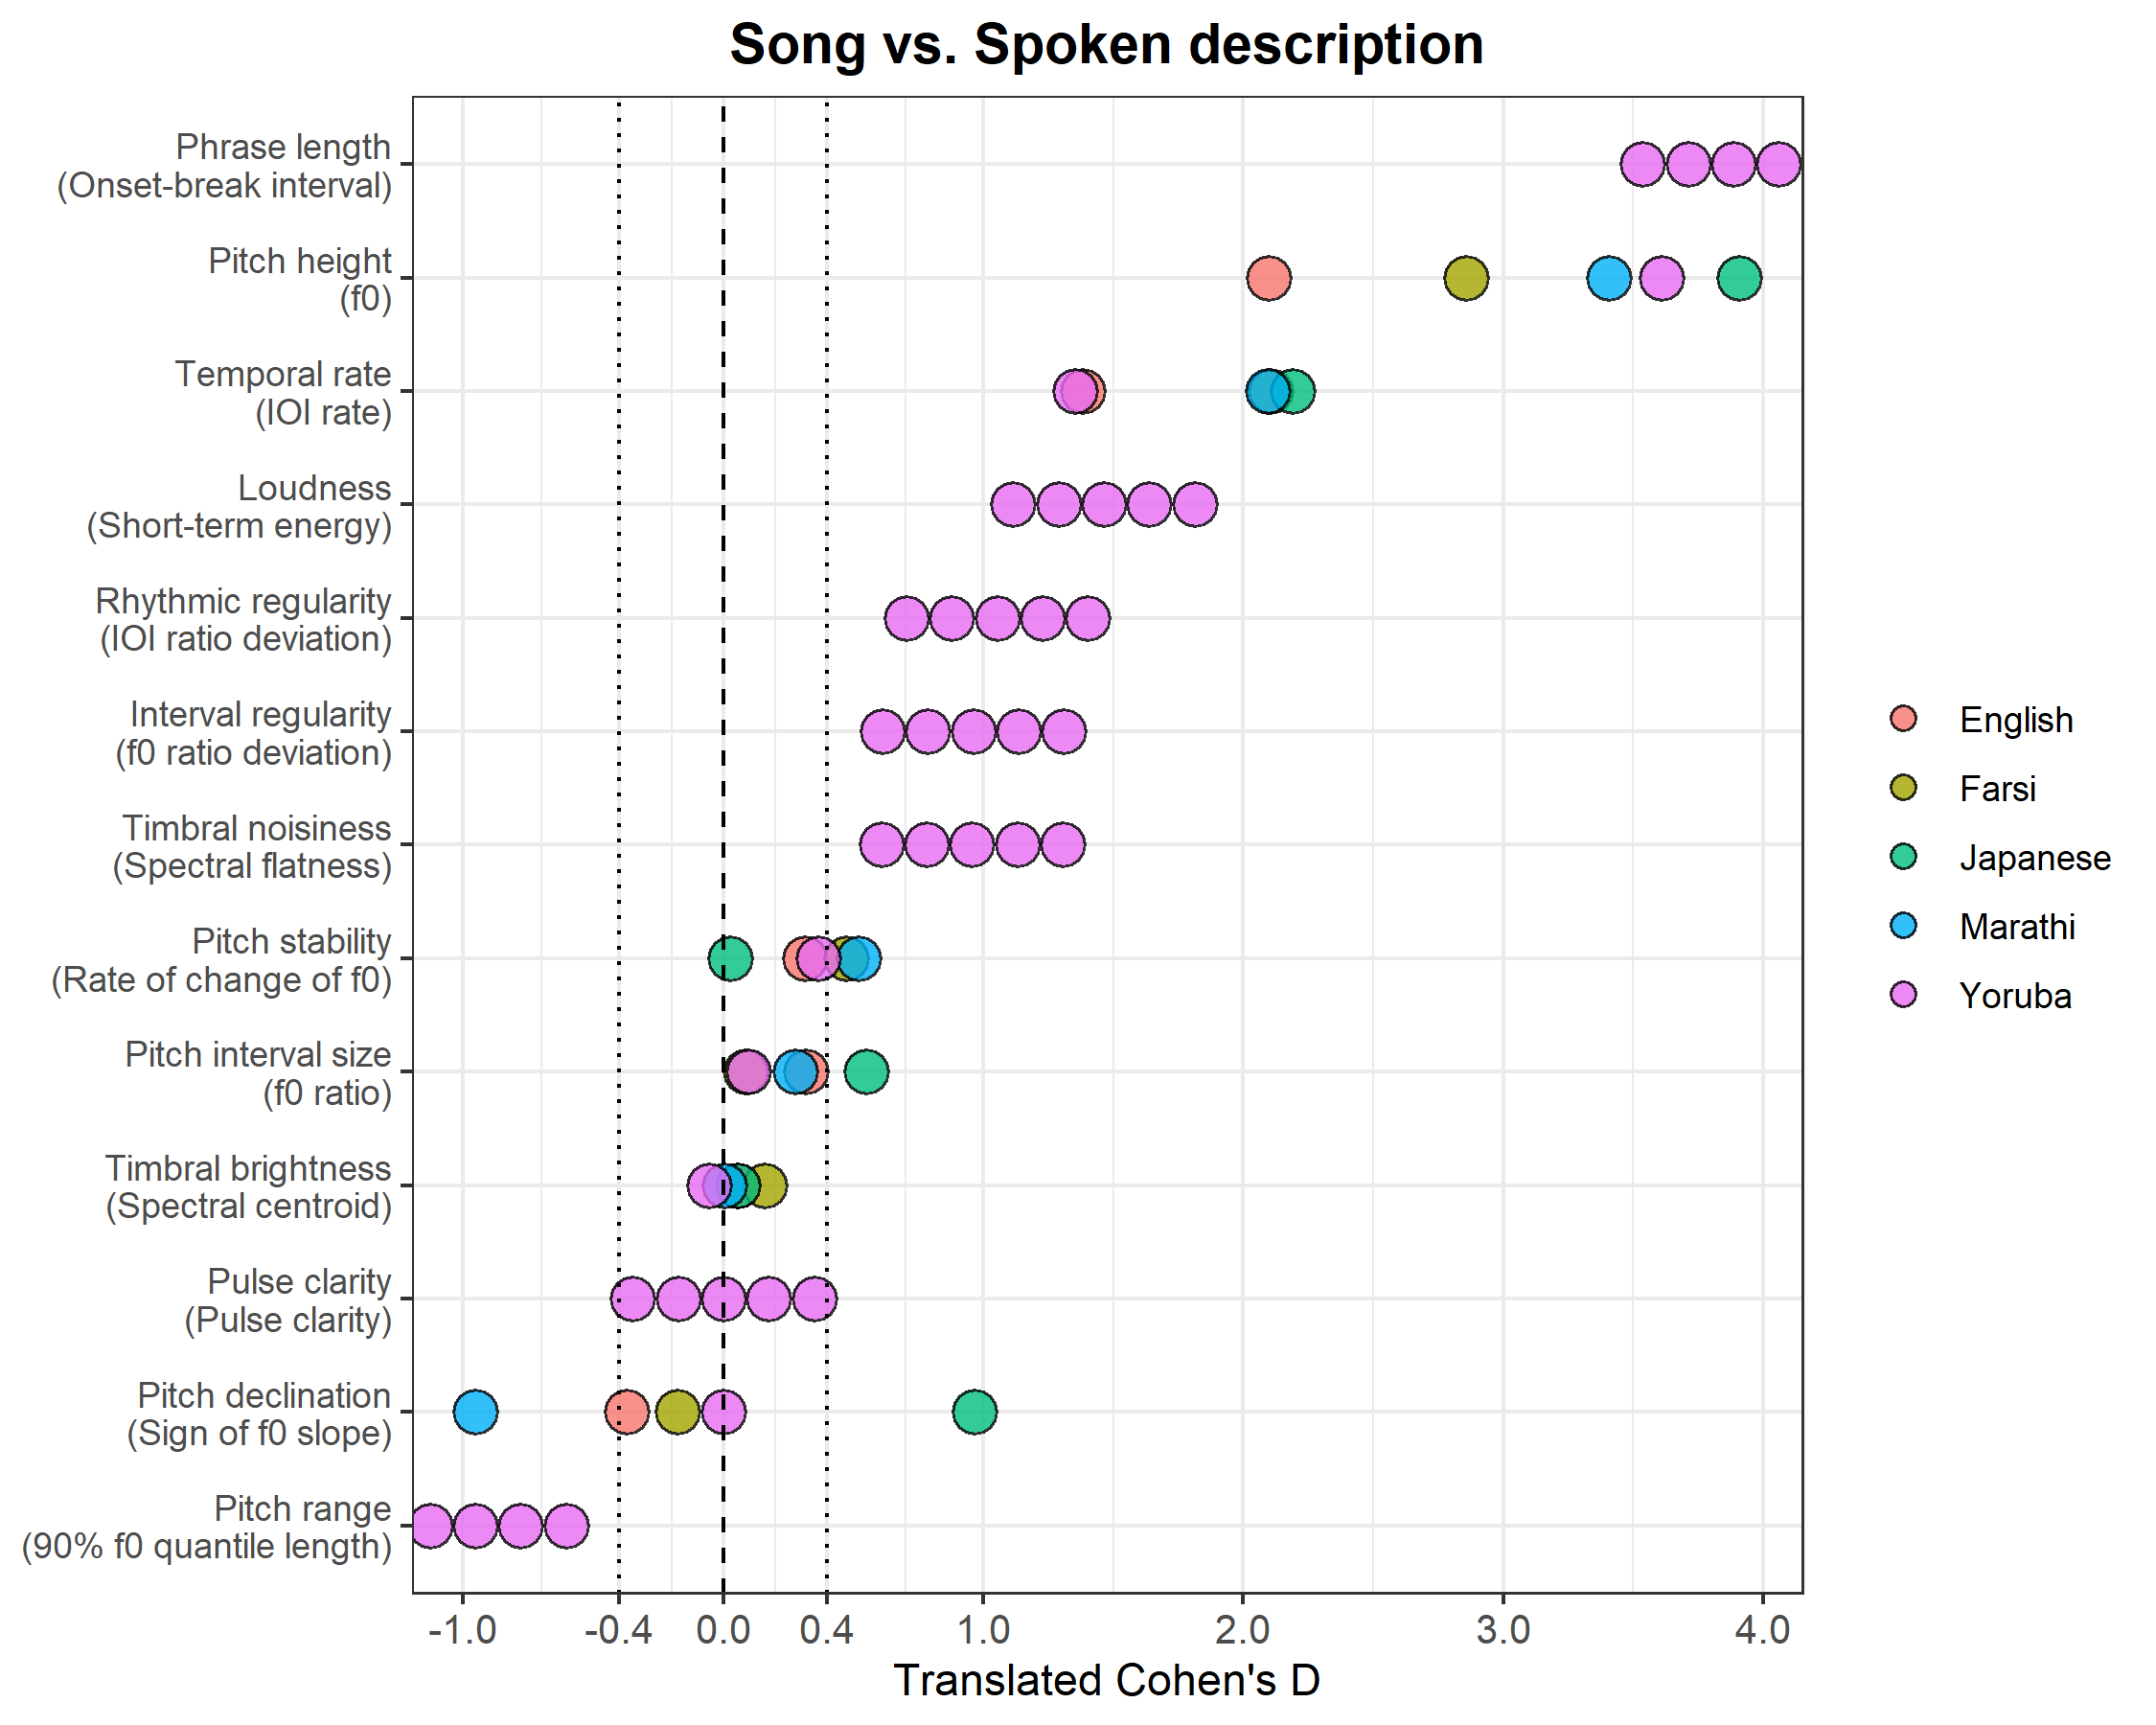 Song vs. Spoken description
Phrase length
(Onset-break interval)
Pitch height
(f0)
Temporal rate
(IOI rate)
Loudness
(Short-term energy)
Rhythmic regularity
(IOI ratio deviation)
Interval regularity
(f0 ratio deviation)
Timbral noisiness
(Spectral flatness)
Pitch stability
(Rate of change of f0)
Pitch interval size
(f0 ratio)
Timbral brightness
(Spectral centroid)
Pulse clarity
(Pulse clarity)
Pitch declination
(Sign of f0 slope)
Pitch range
(90% f0 quantile length)
-1.0 -0.4 0.0 0.4 1.0 2.0 3.0 4.0
Translated Cohen's D
English
Farsi
Japanese
Marathi
Yoruba